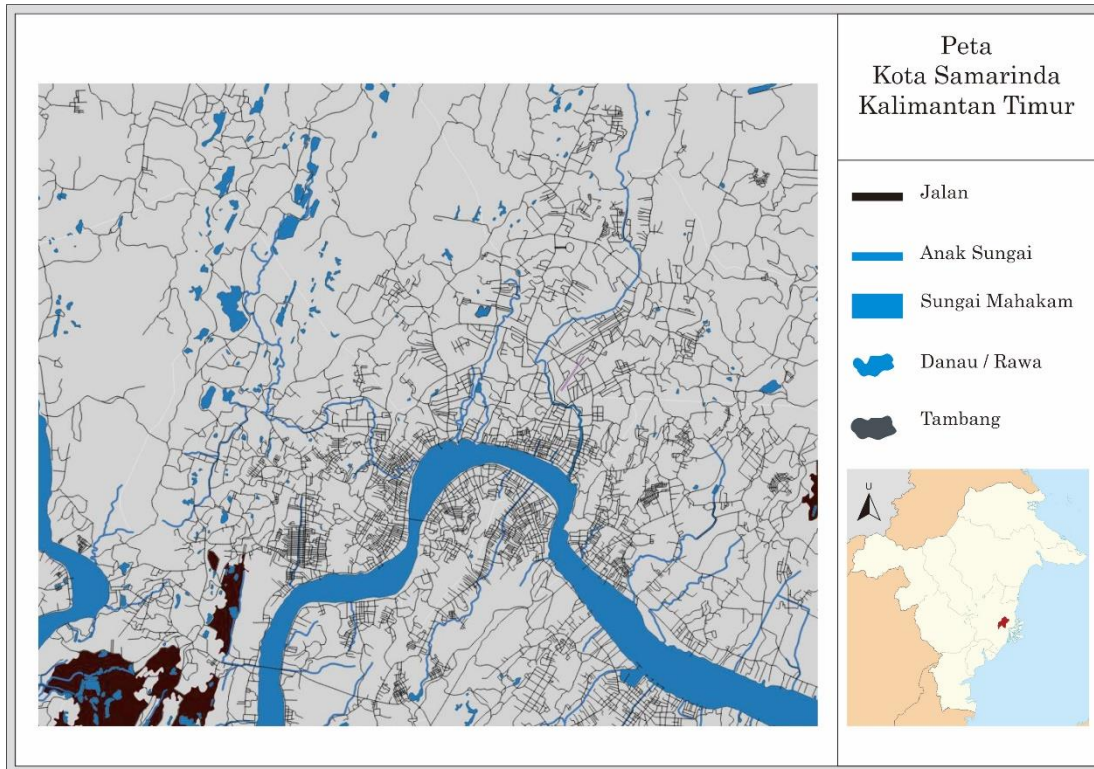 Peta
Kota Samarinda
Kalimantan Timur
Jalan
Anak Sungai
Sungai Mahakam
Danau / Rawa
Tambang
U